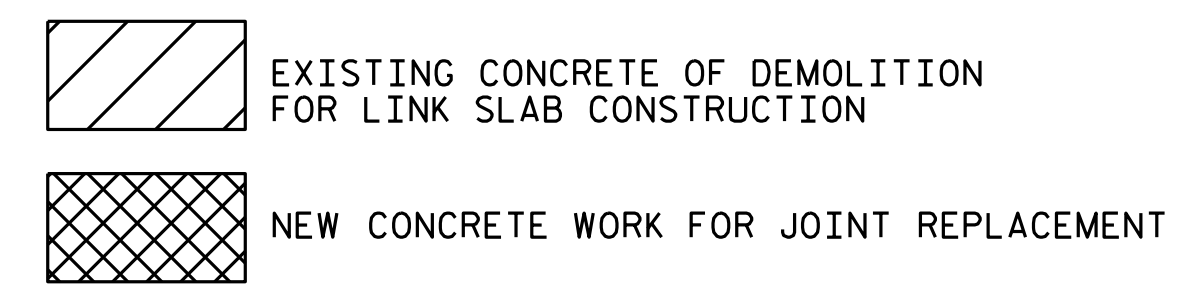 EXISTING CONCRETE OF DEMOLITION
FOR LINK SLAB CONSTRUCTION
NEW CONCRETE WORK FOR JOINT REPLACEMENT